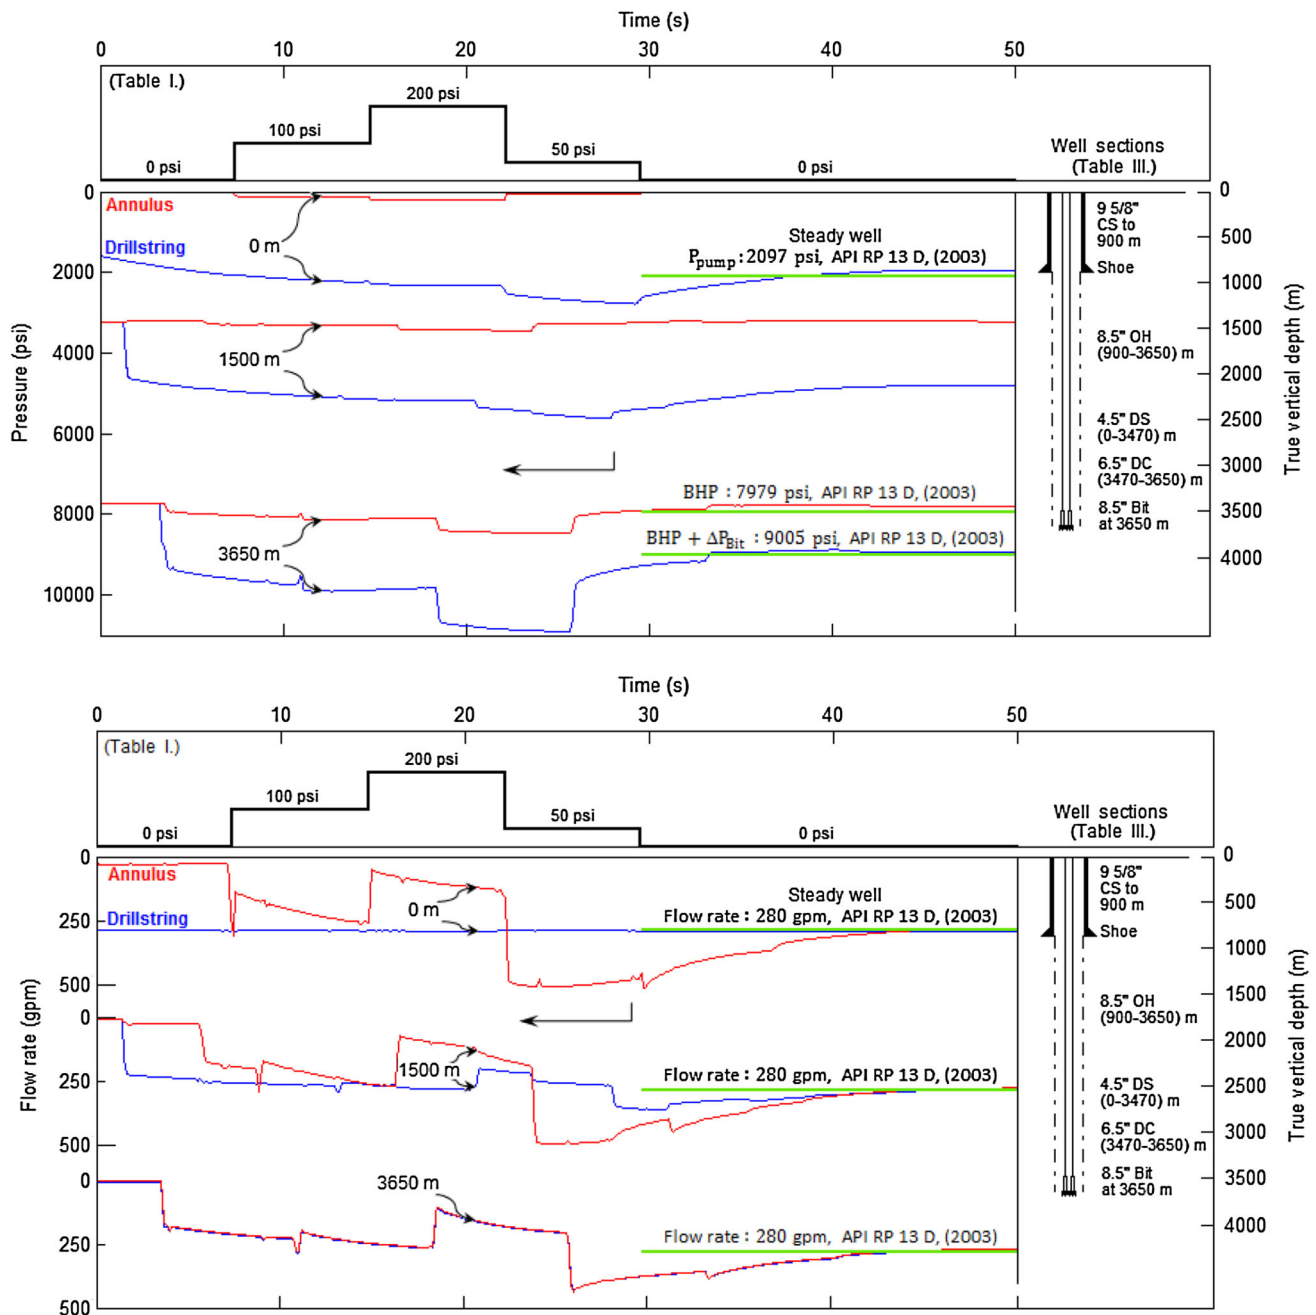 Time (s)
0 10 20 30 40 50
(Table I.)
200 psi
100 psi
50 psi
0 psi
0 psi
Well sections
(Table III.)
0
Annulus
0 m
Drillstring
2000
Steady well
P_pump : 2097 psi, API RP 13 D, (2003)
1500 m
4000
6000
BHP : 7979 psi, API RP 13 D, (2003)
8000
3650 m
BHP + ΔP_Bit : 9005 psi, API RP 13 D, (2003)
10000
Pressure (psi)
9 5/8"
CS to
900 m
Shoe
8.5" OH
(900-3650) m
4.5" DS
(0-3470) m
6.5" DC
(3470-3650) m
8.5" Bit
at 3650 m
0
500
1000
1500
2000
2500
3000
3500
4000
True vertical depth (m)
Time (s)
0 10 20 30 40 50
(Table I.)
200 psi
100 psi
50 psi
0 psi
0 psi
Well sections
(Table III.)
0
Annulus
0 m
Drillstring
250
Steady well
Flow rate : 280 gpm, API RP 13 D, (2003)
500
0
1500 m
250
Flow rate : 280 gpm, API RP 13 D, (2003)
500
0
3650 m
250
Flow rate : 280 gpm, API RP 13 D, (2003)
500
Flow rate (gpm)
9 5/8"
CS to
900 m
Shoe
8.5" OH
(900-3650) m
4.5" DS
(0-3470) m
6.5" DC
(3470-3650) m
8.5" Bit
at 3650 m
0
500
1000
1500
2000
2500
3000
3500
4000
True vertical depth (m)